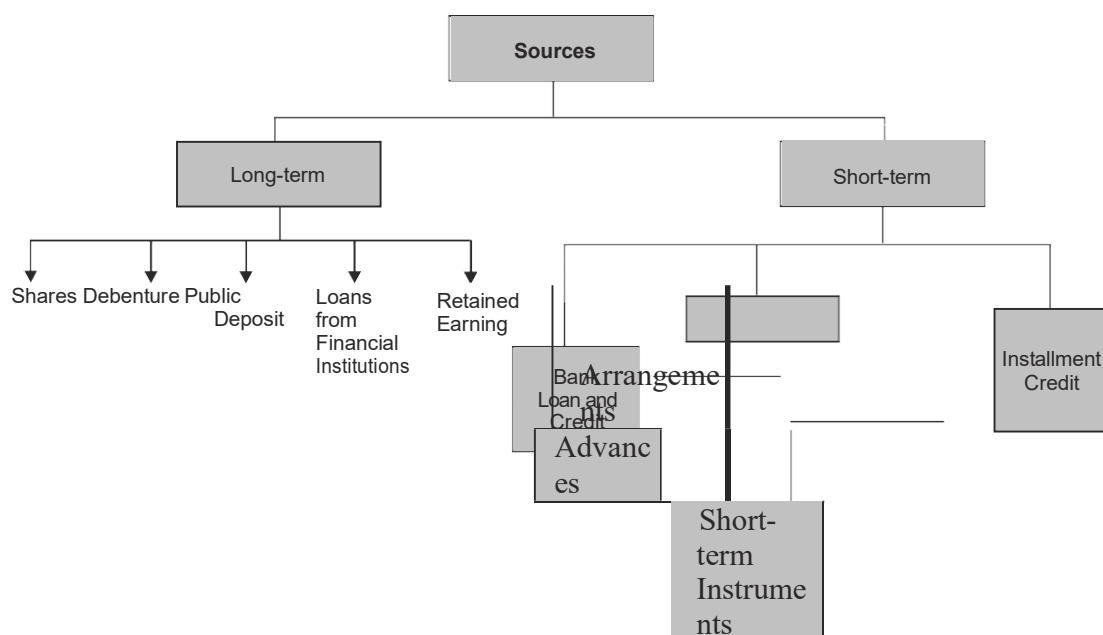 Sources
Long-term
Short-term
Shares Debenture Public
Deposit
Loans
from
Financial
Institutions
Retained
Earning
Bank
Loan and
Credit
Arrangeme
nts
Advanc
es
Short-
term
Instrume
nts
Installment
Credit